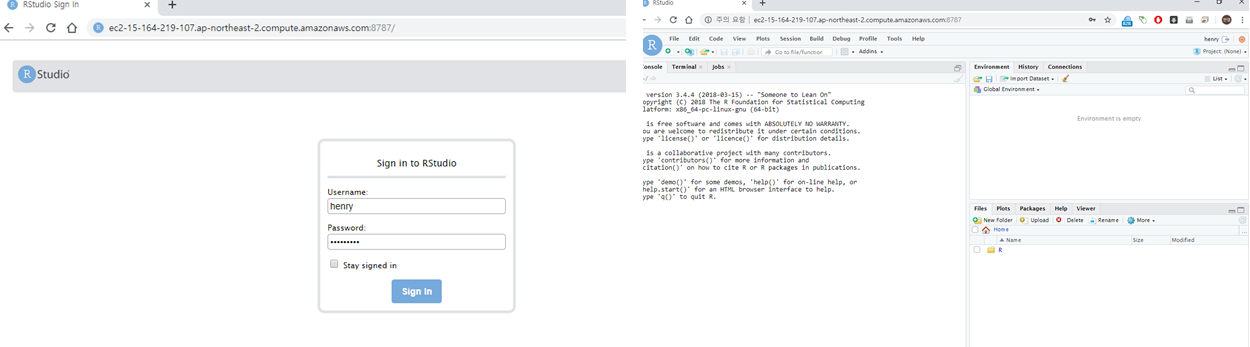 RStudio Sign In
ec2-15-164-219-107.ap-northeast-2.compute.amazonaws.com:8787/
R Studio
Sign in to RStudio
Username:
henry
Password:
•••••••••
Stay signed in
Sign In
RStudio
주의 요함 | ec2-15-164-219-107.ap-northeast-2.compute.amazonaws.com:8787
R
File Edit Code View Plots Session Build Debug Profile Tools Help
henry
Go to file/function
Addins
Project: (None)
onsole Terminal Jobs
~/
version 3.4.4 (2018-03-15) -- "Someone to Lean On"
opyright (C) 2018 The R Foundation for Statistical Computing
latform: x86_64-pc-linux-gnu (64-bit)
is free software and comes with ABSOLUTELY NO WARRANTY.
ou are welcome to redistribute it under certain conditions.
ype 'license()' or 'licence()' for distribution details.
is a collaborative project with many contributors.
ype 'contributors()' for more information and
citation()' on how to cite R or R packages in publications.
ype 'demo()' for some demos, 'help()' for on-line help, or
help.start()' for an HTML browser interface to help.
ype 'q()' to quit R.
Environment History Connections
Import Dataset
List
Global Environment
Environment is empty
Files Plots Packages Help Viewer
New Folder Upload Delete Rename More
Home
...
Name Size Modified
R